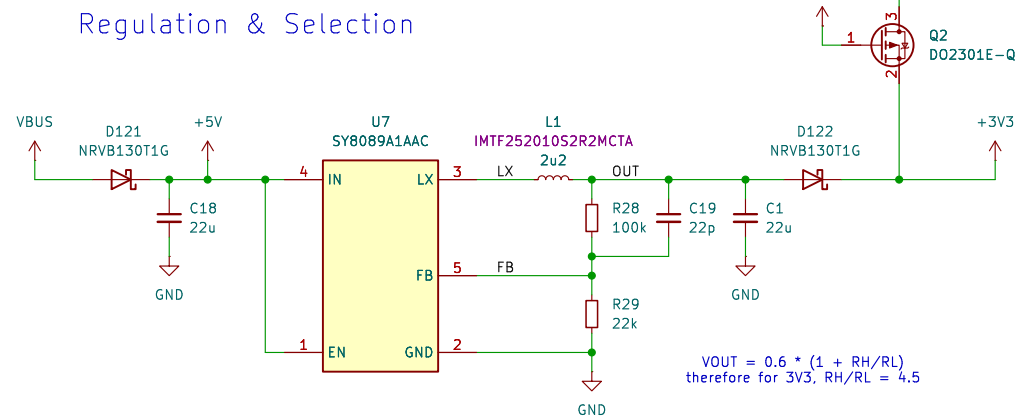 Regulation & Selection
3
1
Q2
DO2301E-Q
2
VBUS
D121
NRVB130T1G
+5V
U7
SY8089A1AAC
L1
IMTF252010S2R2MCTA
2u2
D122
NRVB130T1G
+3V3
4
IN
LX
3
LX
OUT
C18
22u
R28
100k
C19
22p
C1
22u
FB
5
FB
GND
GND
R29
22k
1
EN
GND
2
VOUT = 0.6 * (1 + RH/RL)
therefore for 3V3, RH/RL = 4.5
GND